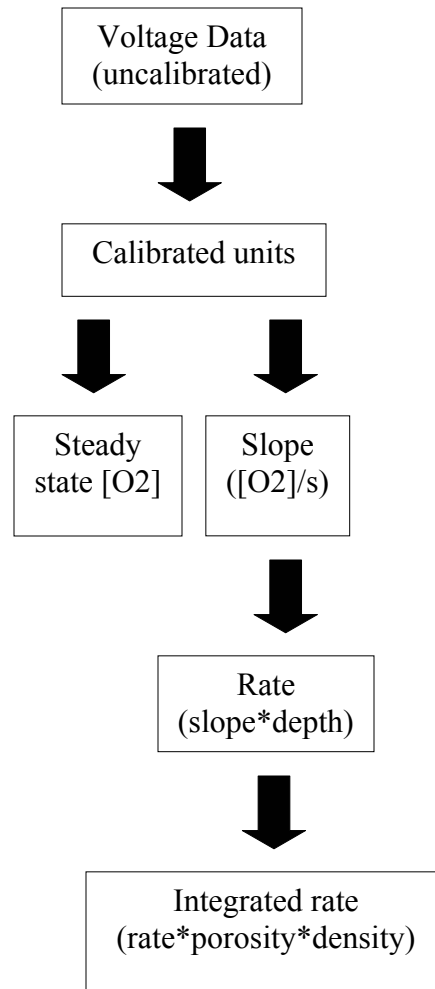 Voltage Data
(uncalibrated)
Calibrated units
Steady
state [O2]
Slope
([O2]/s)
Rate
(slope*depth)
Integrated rate
(rate*porosity*density)